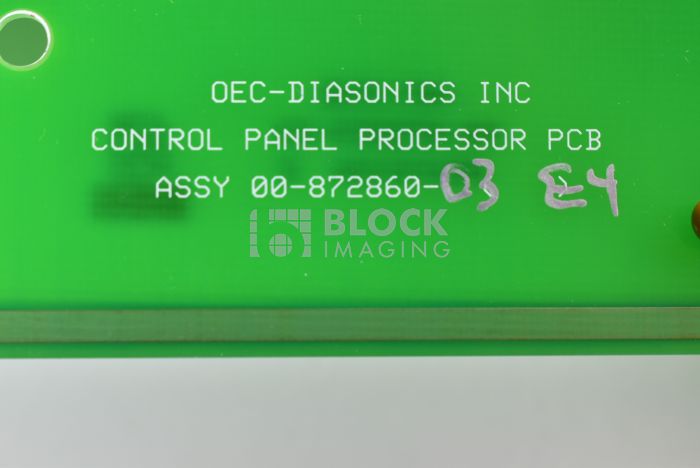 OEC-DIASONICS INC
CONTROL PANEL PROCESSOR PCB
ASSY 00-872860-03 E4
BLOCK
IMAGING